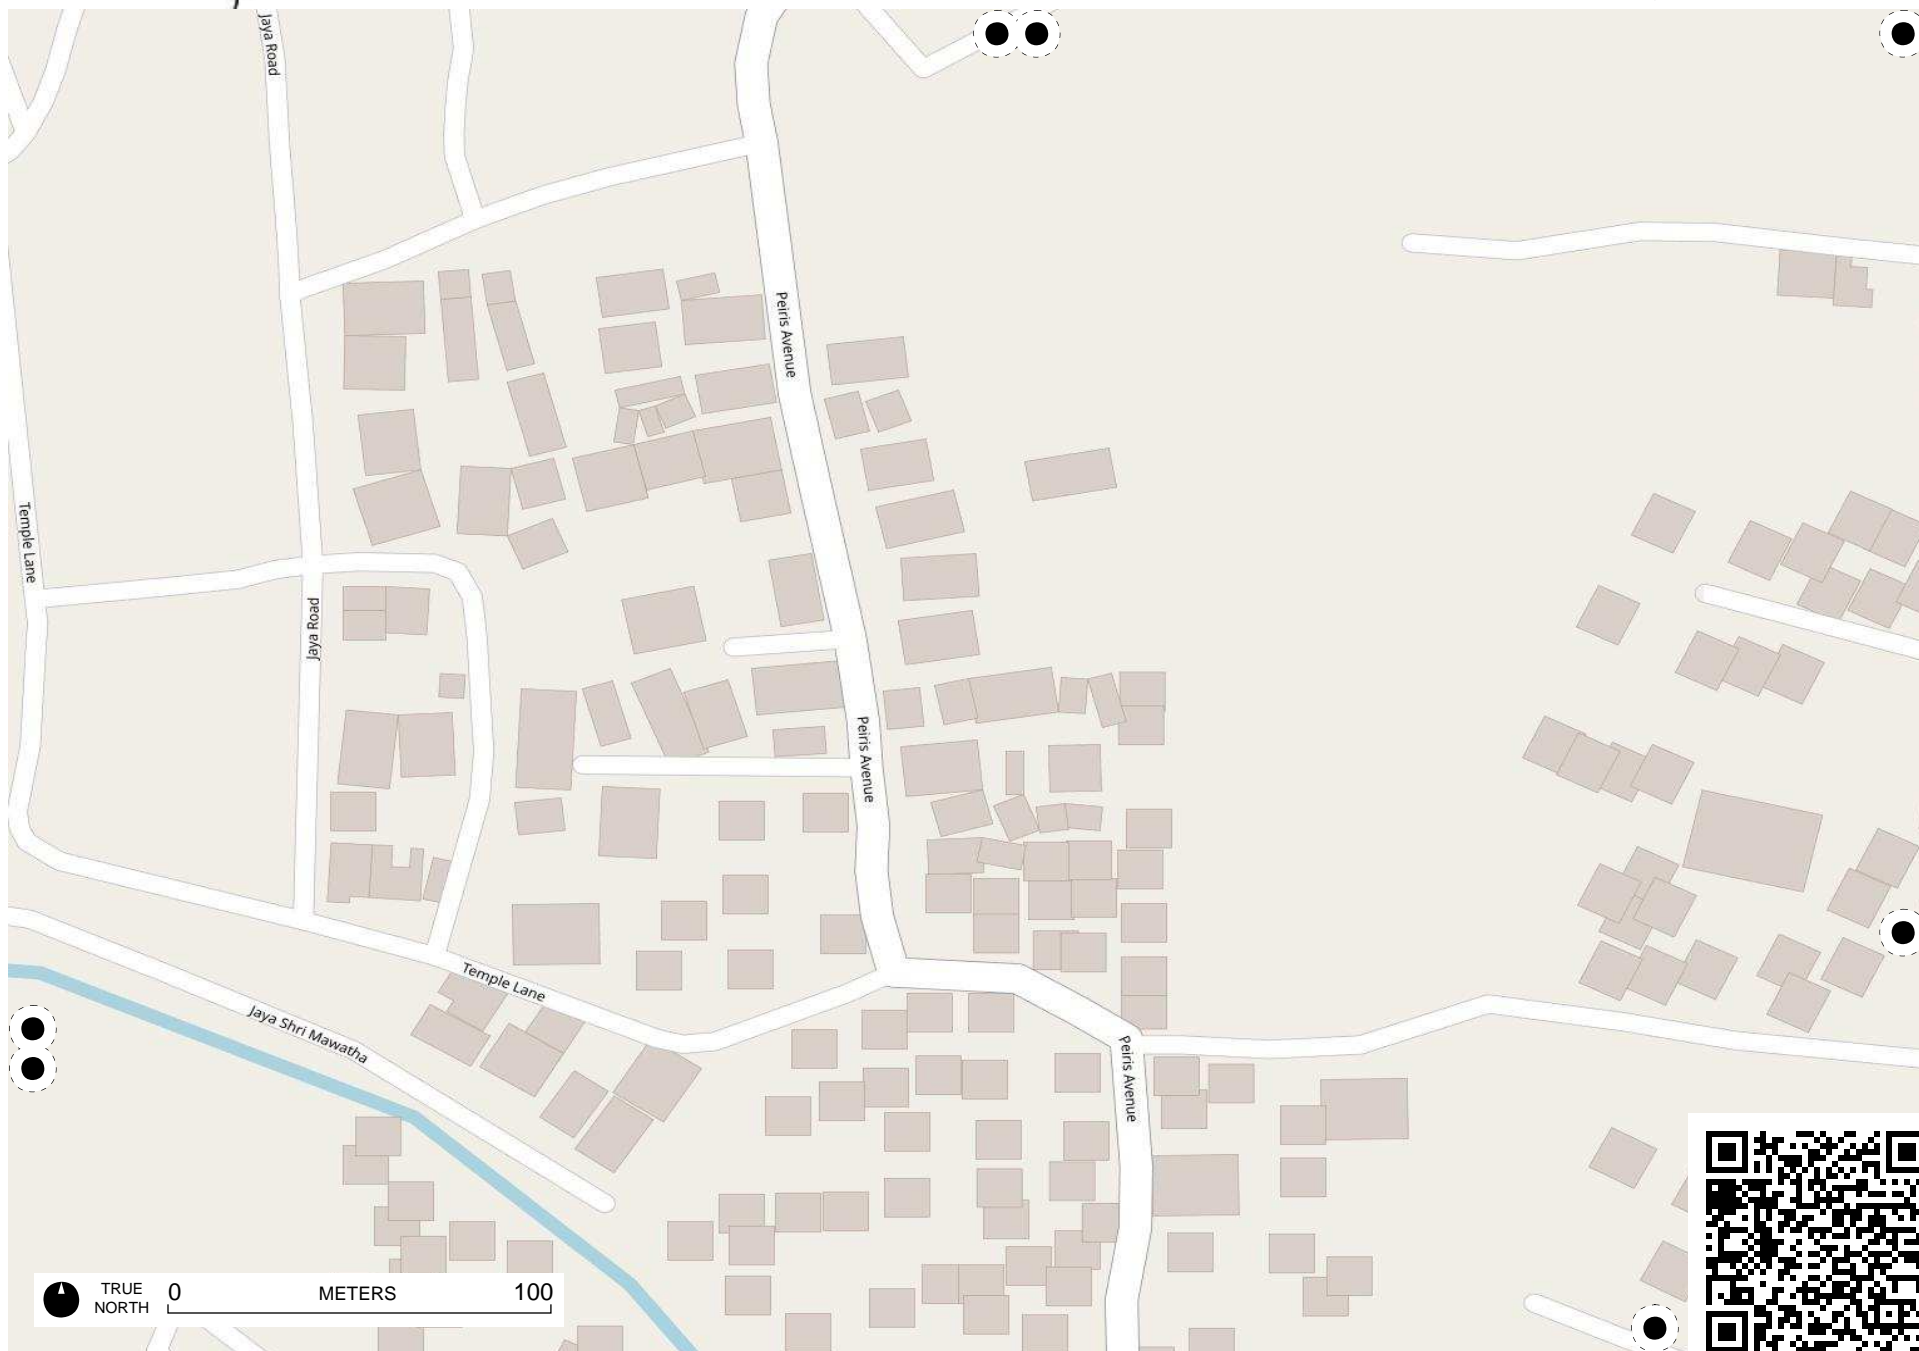 Jaya Road
Peiris Avenue
Temple Lane
Jaya Road
Peiris Avenue
Temple Lane
Jaya Shri Mawatha
Peiris Avenue
TRUE
NORTH
0 METERS 100